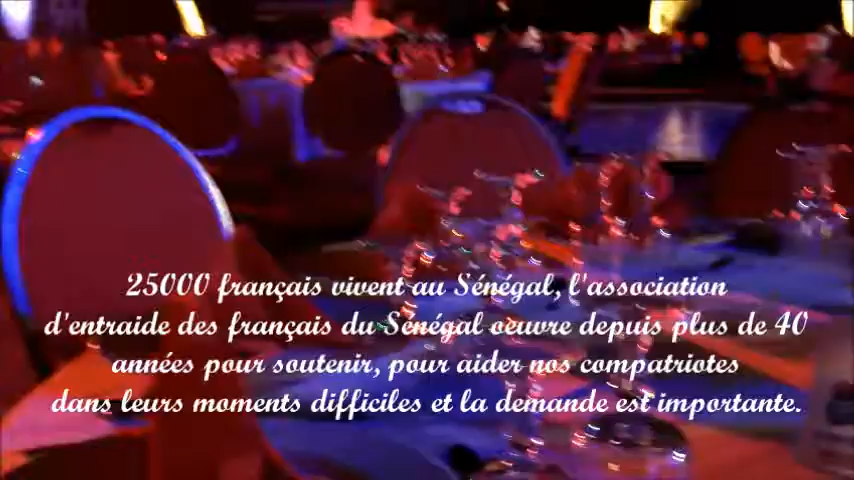 25000 français vivent au Sénégal, l'association
d'entraide des français du Sénégal oeuvre depuis plus de 40
années pour soutenir, pour aider nos compatriotes
dans leurs moments difficiles et la demande est importante.